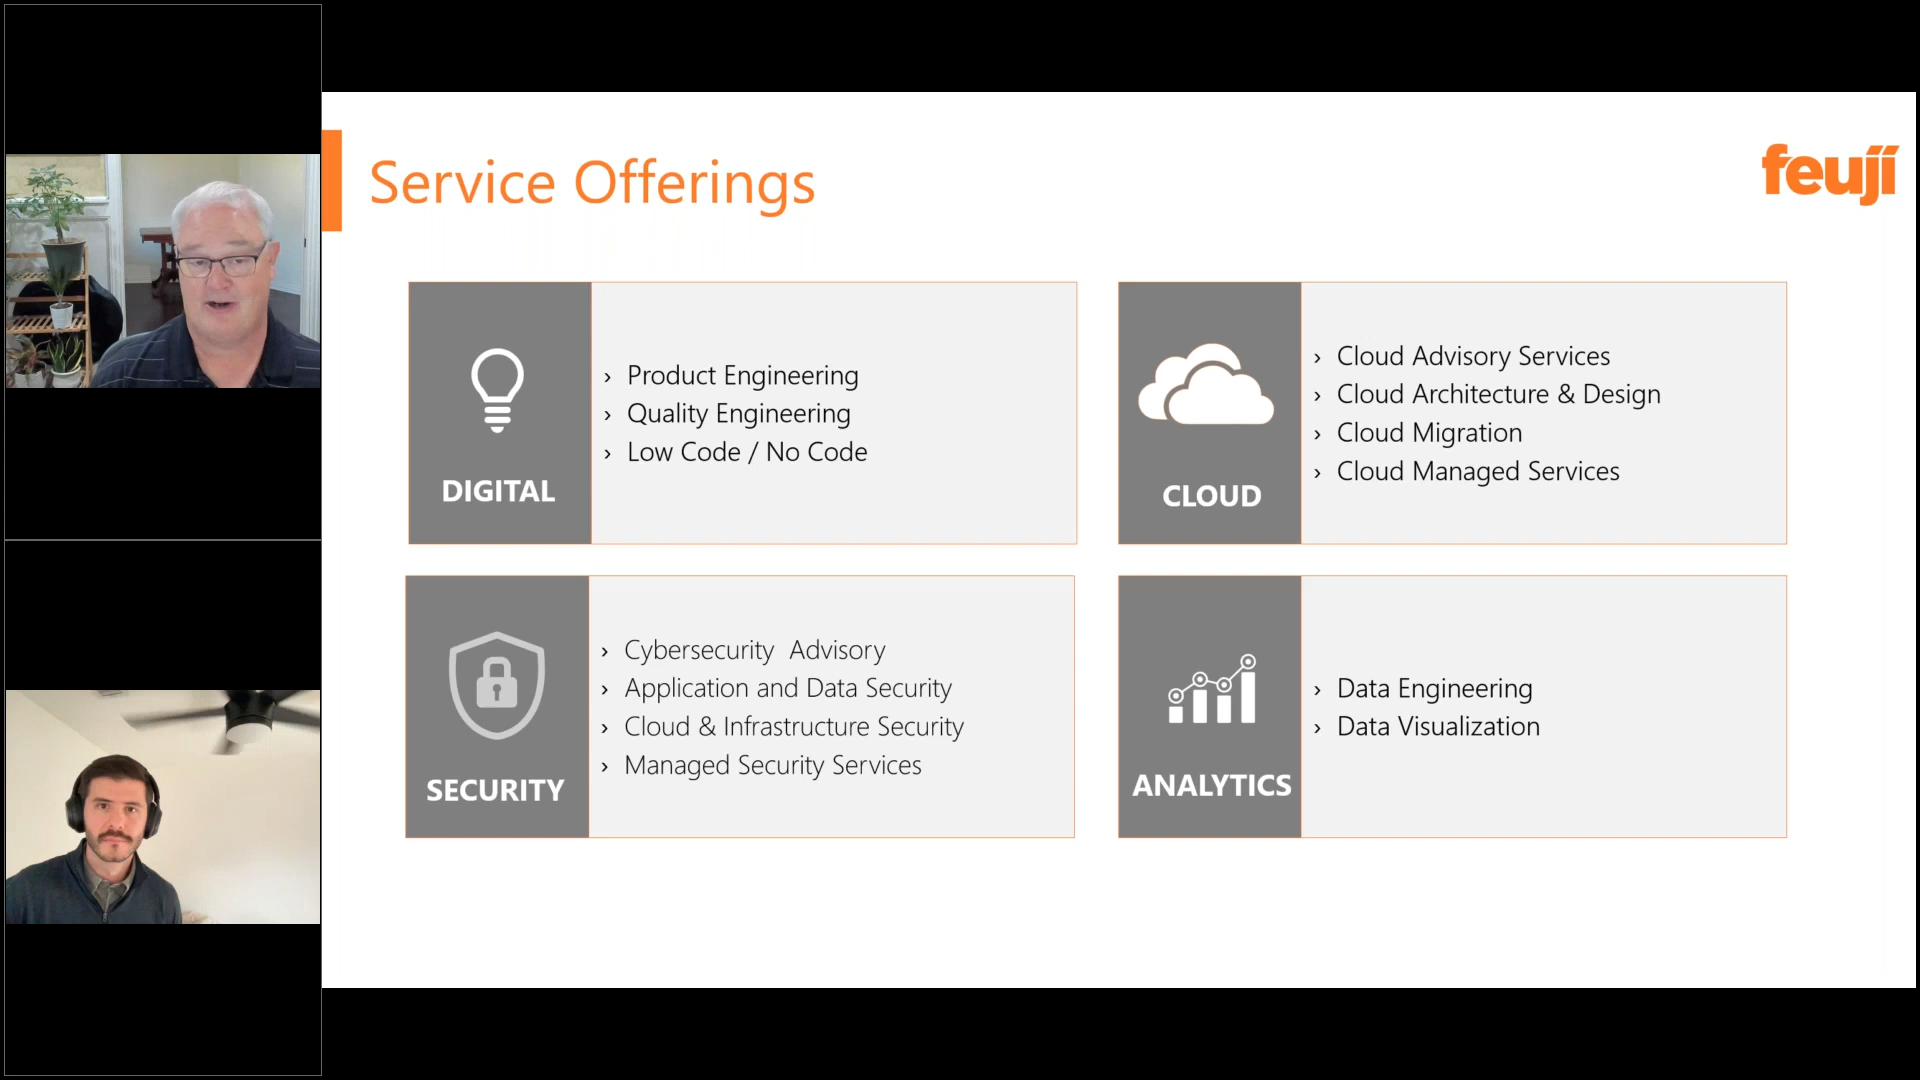 Service Offerings
feuji
DIGITAL
› Product Engineering
› Quality Engineering
› Low Code / No Code
CLOUD
› Cloud Advisory Services
› Cloud Architecture & Design
› Cloud Migration
› Cloud Managed Services
SECURITY
› Cybersecurity  Advisory
› Application and Data Security
› Cloud & Infrastructure Security
› Managed Security Services
ANALYTICS
› Data Engineering
› Data Visualization